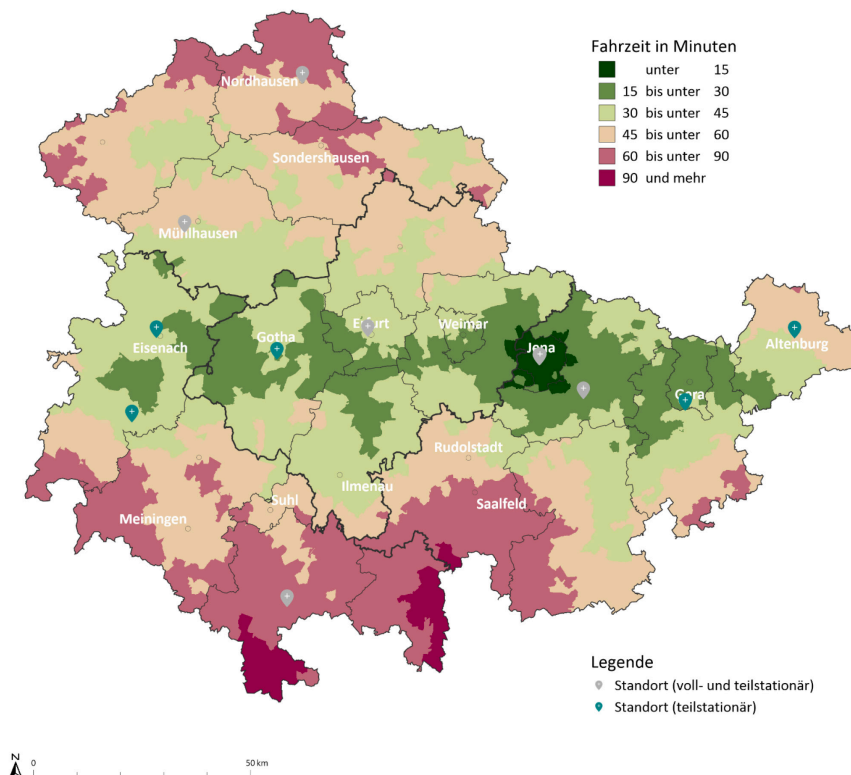 Fahrzeit in Minuten
unter 15
15 bis unter 30
30 bis unter 45
45 bis unter 60
60 bis unter 90
90 und mehr
Nordhausen
Sondershausen
Mühlhausen
Eisenach
Gotha
Erfurt
Weimar
Jena
Gera
Altenburg
Rudolstadt
Ilmenau
Suhl
Saalfeld
Meiningen
Legende
Standort (voll- und teilstationär)
Standort (teilstationär)
N
0 50 km